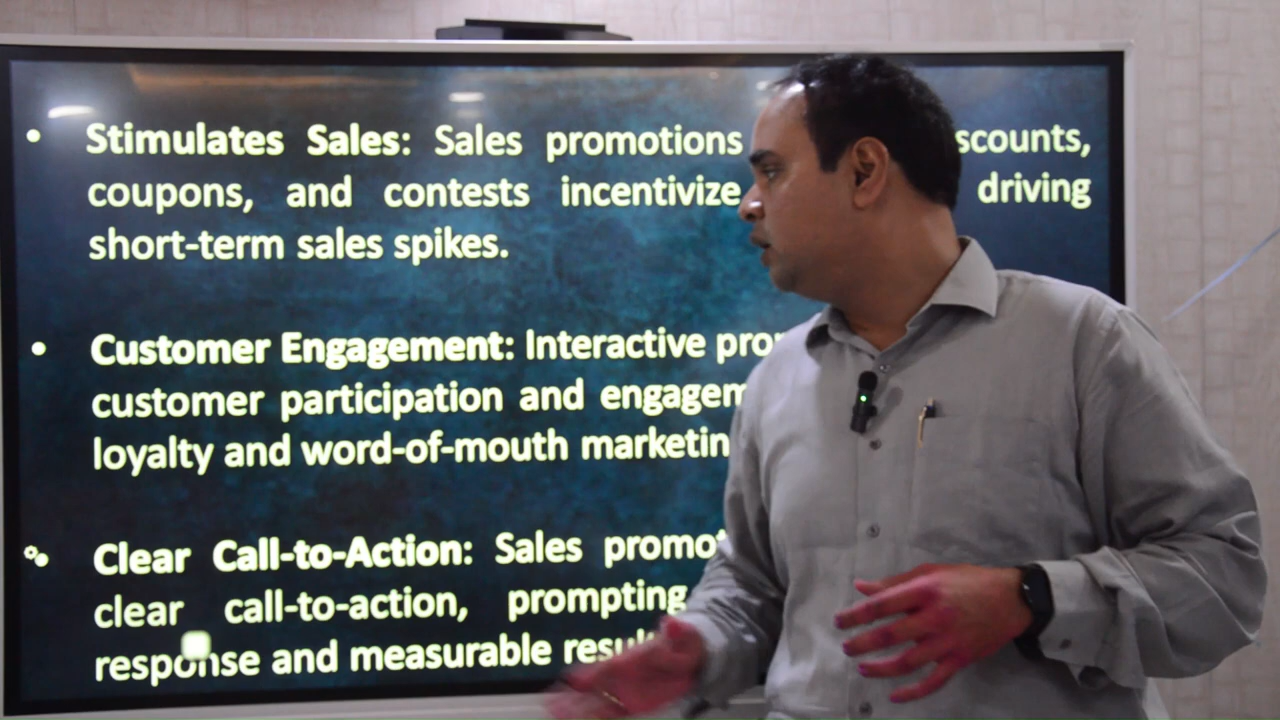 • Stimulates Sales: Sales promotions scounts,
coupons, and contests incentivize driving
short-term sales spikes.
• Customer Engagement: Interactive pro
customer participation and engagem
loyalty and word-of-mouth marketin
• Clear Call-to-Action: Sales promo
clear call-to-action, prompting
response and measurable resu